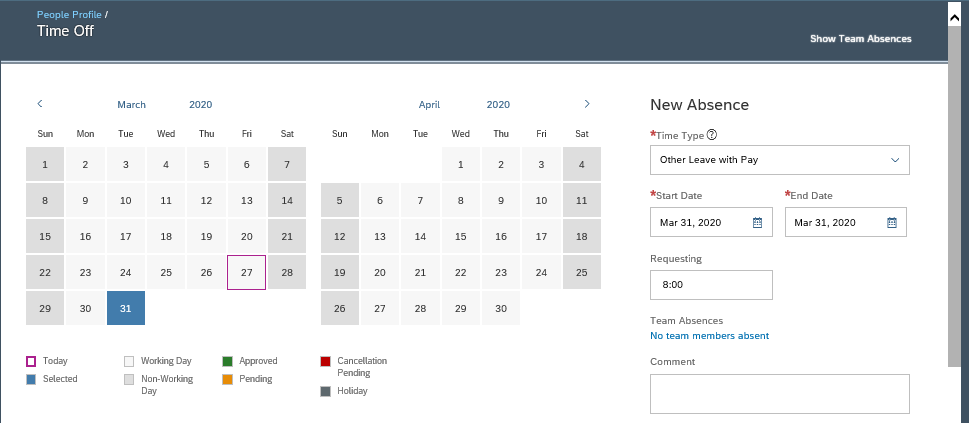 People Profile /
Time Off
Show Team Absences
March 2020
Sun Mon Tue Wed Thu Fri Sat
1 2 3 4 5 6 7
8 9 10 11 12 13 14
15 16 17 18 19 20 21
22 23 24 25 26 27 28
29 30 31
April 2020
Sun Mon Tue Wed Thu Fri Sat
1 2 3 4
5 6 7 8 9 10 11
12 13 14 15 16 17 18
19 20 21 22 23 24 25
26 27 28 29 30
Today
Selected
Working Day
Non-Working
Day
Approved
Pending
Cancellation
Pending
Holiday
New Absence
*Time Type ?
Other Leave with Pay
*Start Date
Mar 31, 2020
*End Date
Mar 31, 2020
Requesting
8:00
Team Absences
No team members absent
Comment